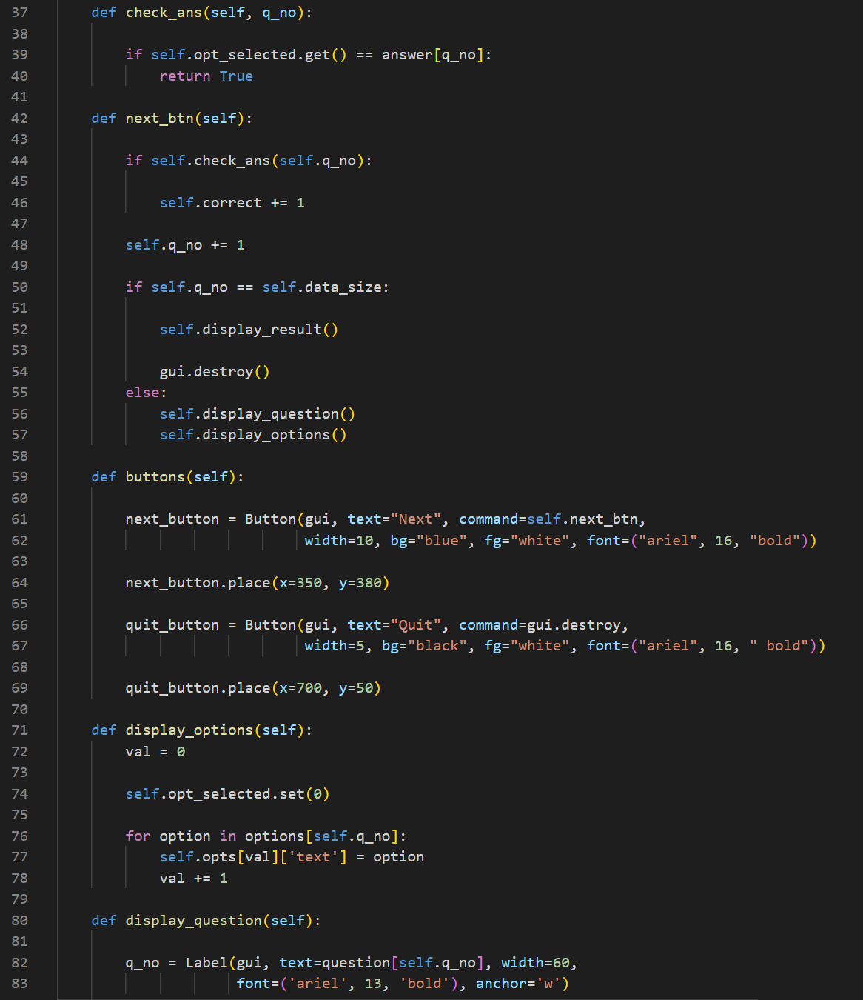 37 def check_ans(self, q_no):
38
39 if self.opt_selected.get() == answer[q_no]:
40 return True
41
42 def next_btn(self):
43
44 if self.check_ans(self.q_no):
45
46 self.correct += 1
47
48 self.q_no += 1
49
50 if self.q_no == self.data_size:
51
52 self.display_result()
53
54 gui.destroy()
55 else:
56 self.display_question()
57 self.display_options()
58
59 def buttons(self):
60
61 next_button = Button(gui, text="Next", command=self.next_btn,
62 width=10, bg="blue", fg="white", font=("ariel", 16, "bold"))
63
64 next_button.place(x=350, y=380)
65
66 quit_button = Button(gui, text="Quit", command=gui.destroy,
67 width=5, bg="black", fg="white", font=("ariel", 16, " bold"))
68
69 quit_button.place(x=700, y=50)
70
71 def display_options(self):
72 val = 0
73
74 self.opt_selected.set(0)
75
76 for option in options[self.q_no]:
77 self.opts[val]['text'] = option
78 val += 1
79
80 def display_question(self):
81
82 q_no = Label(gui, text=question[self.q_no], width=60,
83 font=('ariel', 13, 'bold'), anchor='w')